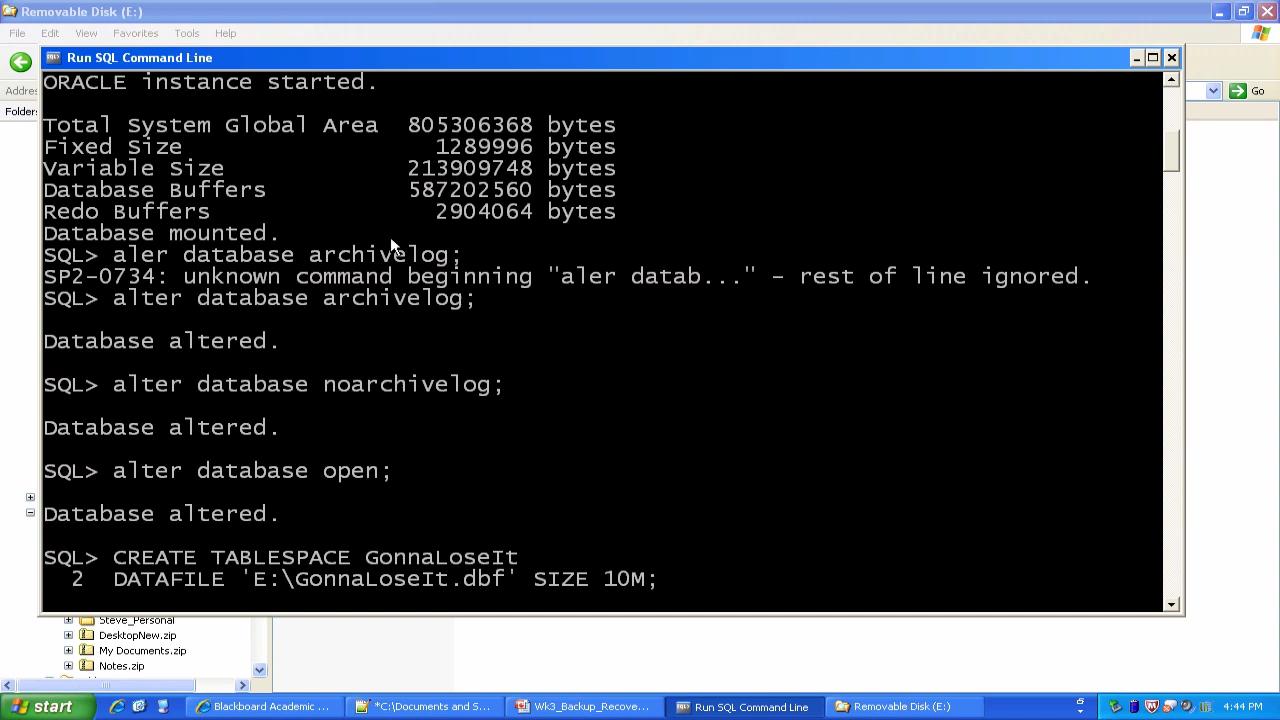 Removable Disk (E:)
File Edit View Favorites Tools Help
Run SQL Command Line
Addres
Go
Folders
ORACLE instance started.
Total System Global Area 805306368 bytes
Fixed Size 1289996 bytes
Variable Size 213909748 bytes
Database Buffers 587202560 bytes
Redo Buffers 2904064 bytes
Database mounted.
SQL> aler database archivelog;
SP2-0734: unknown command beginning "aler datab..." - rest of line ignored.
SQL> alter database archivelog;
Database altered.
SQL> alter database noarchivelog;
Database altered.
SQL> alter database open;
Database altered.
SQL> CREATE TABLESPACE GonnaLoseIt
2 DATAFILE 'E:\GonnaLoseIt.dbf' SIZE 10M;
Steve_Personal
DesktopNew.zip
My Documents.zip
Notes.zip
start Blackboard Academic ... *C:\Documents and S... Wk3_Backup_Recove... Run SQL Command Line Removable Disk (E:) 4:44 PM